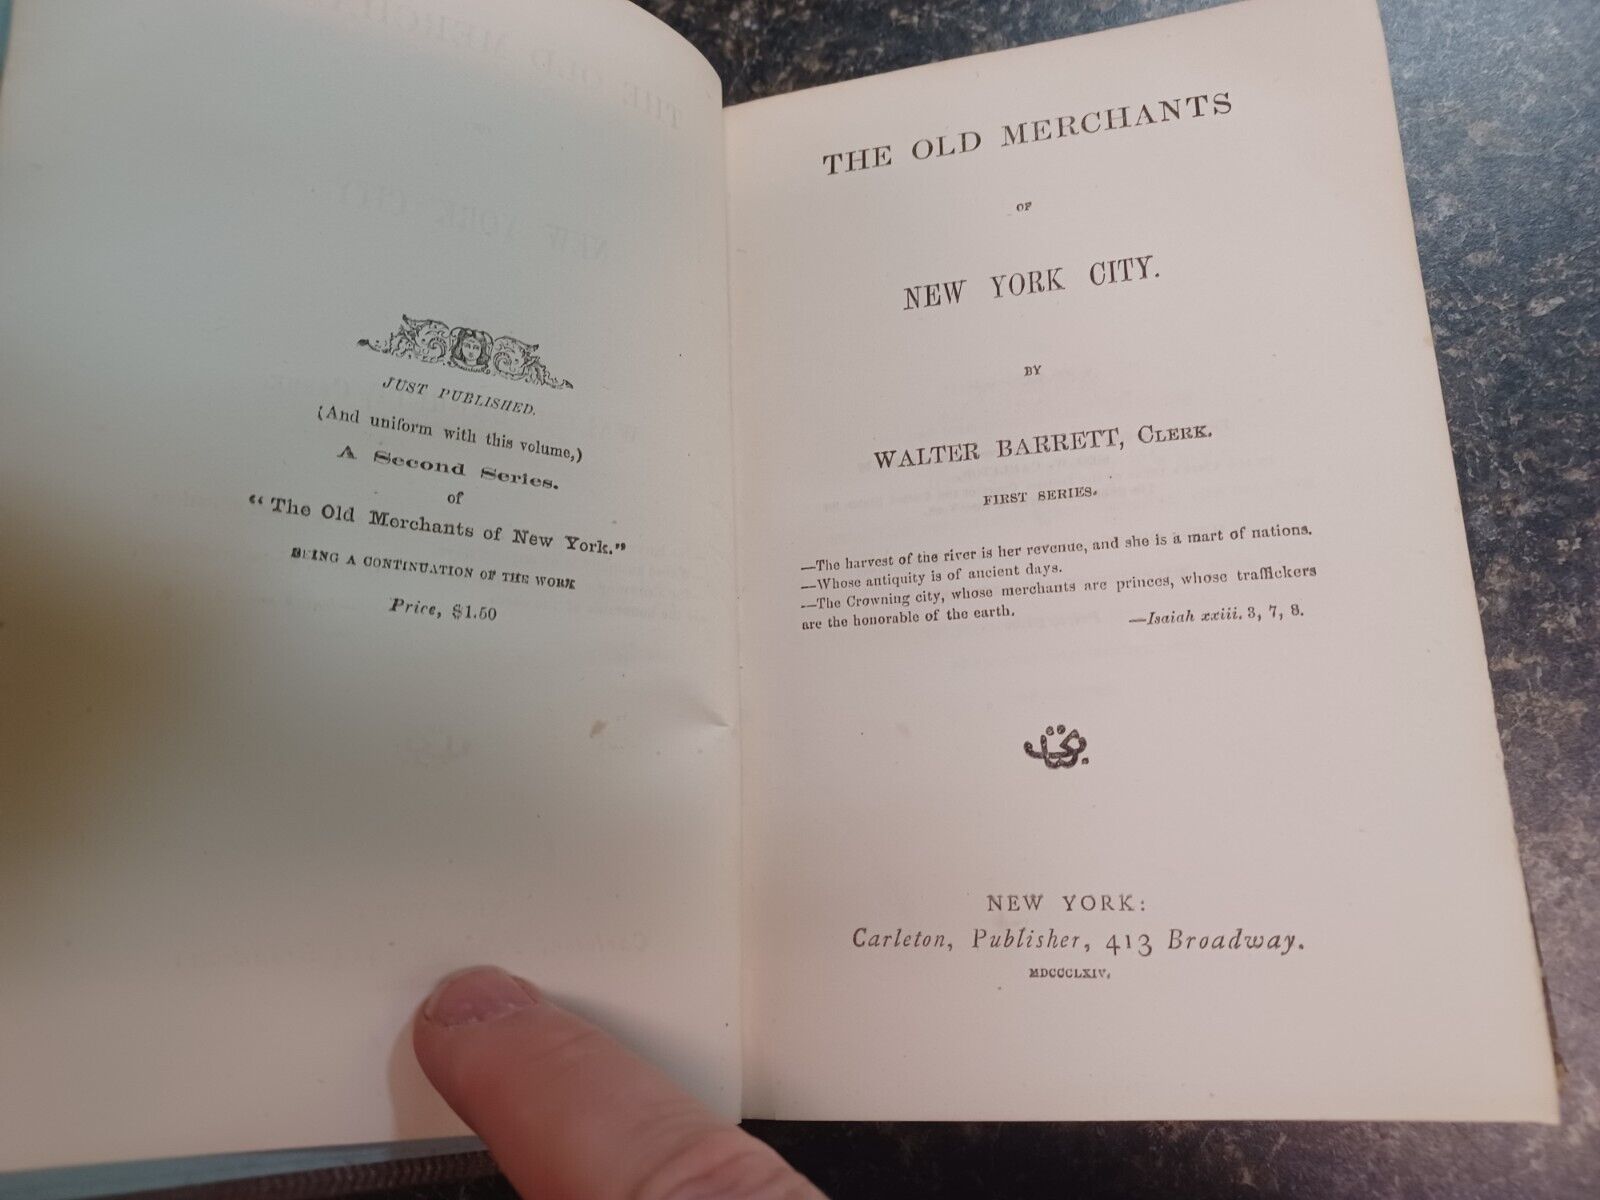 JUST PUBLISHED.
(And uniform with this volume,)
A Second Series.
of
"The Old Merchants of New York."
BEING A CONTINUATION OF THE WORK
Price, $1.50
THE OLD MERCHANTS
OF
NEW YORK CITY.
BY
WALTER BARRETT, CLERK.
FIRST SERIES.
—The harvest of the river is her revenue, and she is a mart of nations.
—Whose antiquity is of ancient days.
—The Crowning city, whose merchants are princes, whose traffickers
are the honorable of the earth.
—Isaiah xxiii. 3, 7, 8.
NEW YORK:
Carleton, Publisher, 413 Broadway.
MDCCCLXIV.